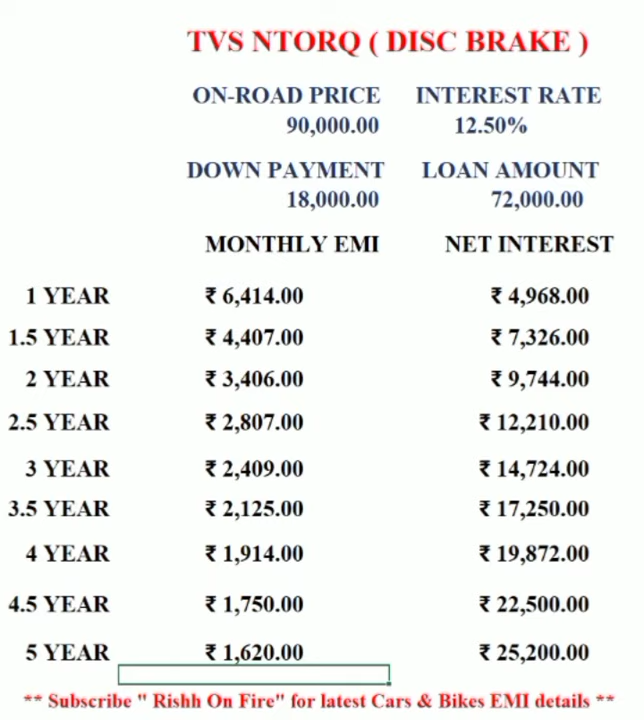 TVS NTORQ ( DISC BRAKE )
ON-ROAD PRICE INTEREST RATE
90,000.00 12.50%
DOWN PAYMENT LOAN AMOUNT
18,000.00 72,000.00
MONTHLY EMI NET INTEREST
1 YEAR ₹ 6,414.00 ₹ 4,968.00
1.5 YEAR ₹ 4,407.00 ₹ 7,326.00
2 YEAR ₹ 3,406.00 ₹ 9,744.00
2.5 YEAR ₹ 2,807.00 ₹ 12,210.00
3 YEAR ₹ 2,409.00 ₹ 14,724.00
3.5 YEAR ₹ 2,125.00 ₹ 17,250.00
4 YEAR ₹ 1,914.00 ₹ 19,872.00
4.5 YEAR ₹ 1,750.00 ₹ 22,500.00
5 YEAR ₹ 1,620.00 ₹ 25,200.00
** Subscribe " Rishh On Fire" for latest Cars & Bikes EMI details **